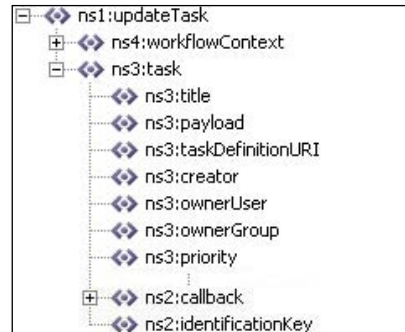 ns1:updateTask
ns4:workflowContext
ns3:task
ns3:title
ns3:payload
ns3:taskDefinitionURI
ns3:creator
ns3:ownerUser
ns3:ownerGroup
ns3:priority
ns2:callback
ns2:identificationKey